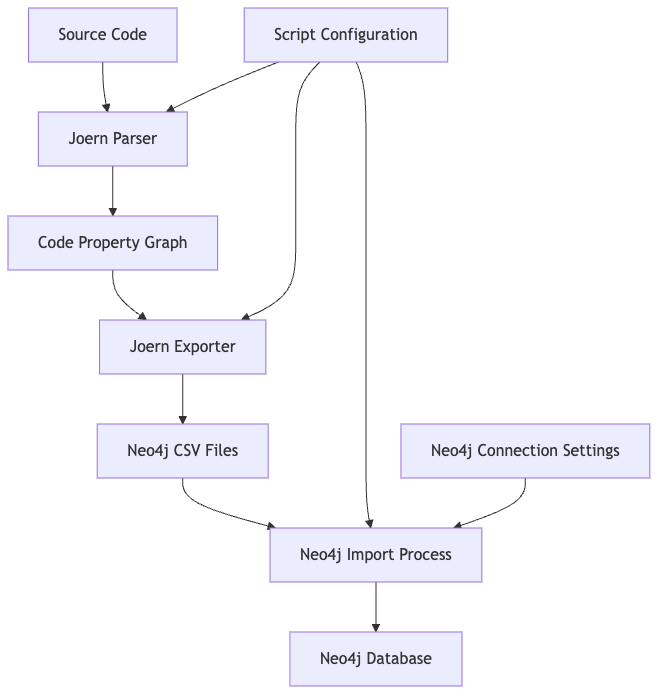 Source Code
Script Configuration
Joern Parser
Code Property Graph
Joern Exporter
Neo4j CSV Files
Neo4j Connection Settings
Neo4j Import Process
Neo4j Database